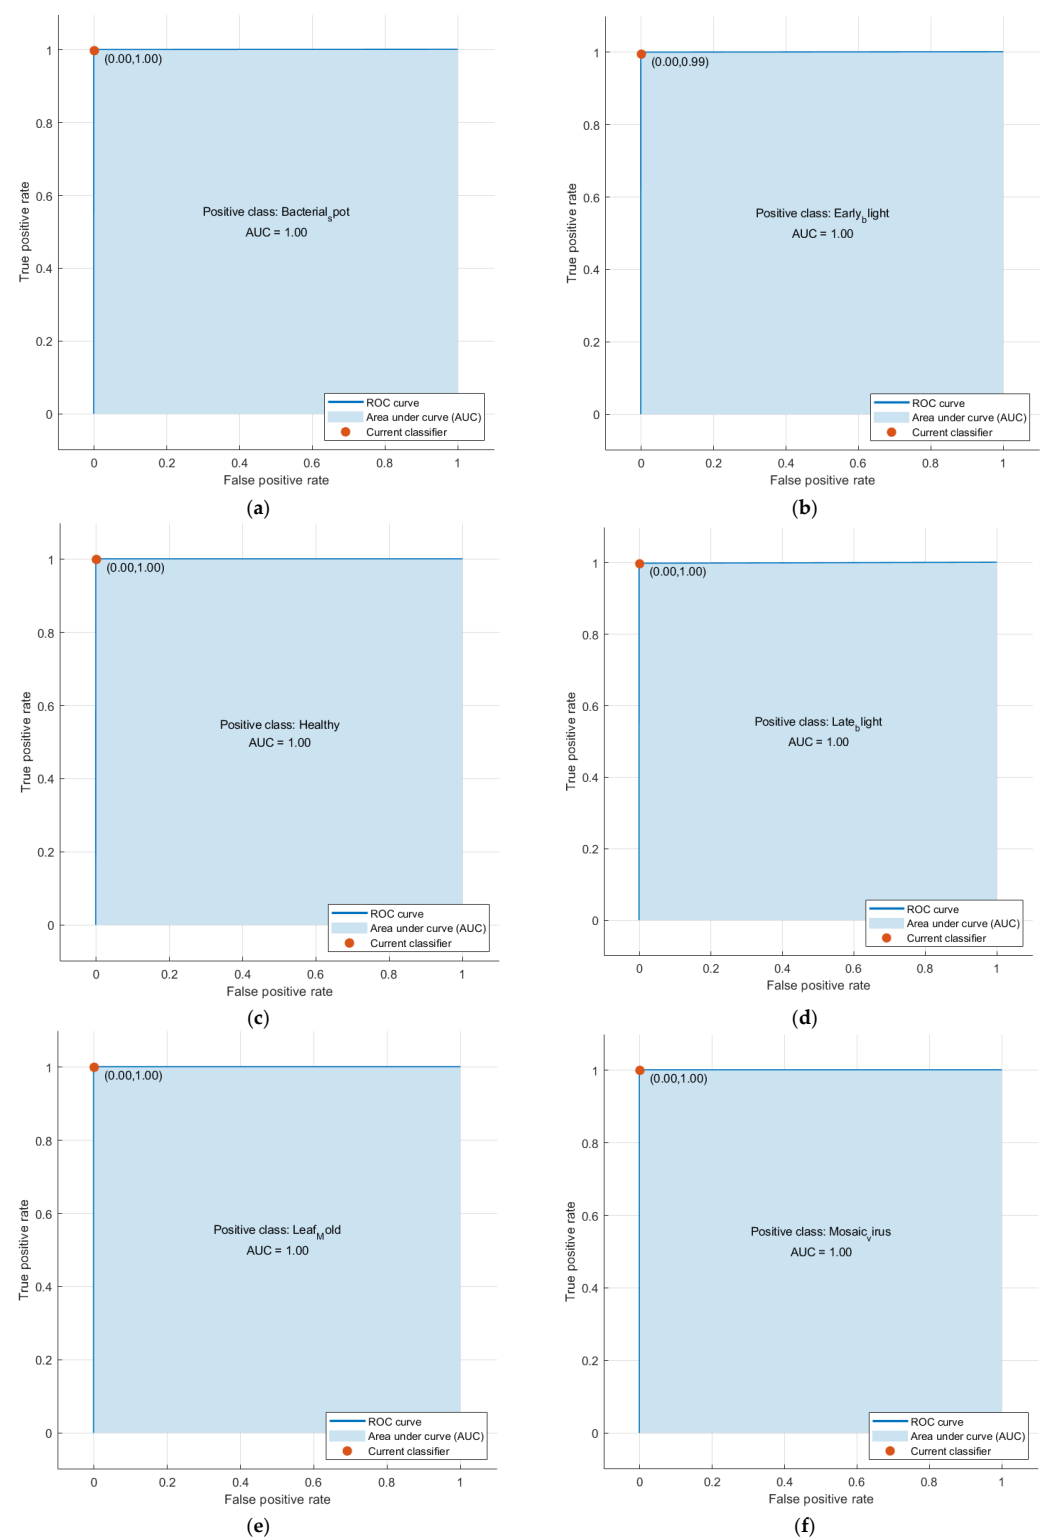 1
(0.00,1.00)
0.8
0.6
Positive class: Bacterial_spot
AUC = 1.00
0.4
0.2
0
True positive rate
ROC curve
Area under curve (AUC)
Current classifier
0 0.2 0.4 0.6 0.8 1
False positive rate
(a)
1
(0.00,0.99)
0.8
0.6
Positive class: Early_blight
AUC = 1.00
0.4
0.2
0
True positive rate
ROC curve
Area under curve (AUC)
Current classifier
0 0.2 0.4 0.6 0.8 1
False positive rate
(b)
1
(0.00,1.00)
0.8
0.6
Positive class: Healthy
AUC = 1.00
0.4
0.2
0
True positive rate
ROC curve
Area under curve (AUC)
Current classifier
0 0.2 0.4 0.6 0.8 1
False positive rate
(c)
1
(0.00,1.00)
0.8
0.6
Positive class: Late_blight
AUC = 1.00
0.4
0.2
0
True positive rate
ROC curve
Area under curve (AUC)
Current classifier
0 0.2 0.4 0.6 0.8 1
False positive rate
(d)
1
(0.00,1.00)
0.8
0.6
Positive class: Leaf_Mold
AUC = 1.00
0.4
0.2
0
True positive rate
ROC curve
Area under curve (AUC)
Current classifier
0 0.2 0.4 0.6 0.8 1
False positive rate
(e)
1
(0.00,1.00)
0.8
0.6
Positive class: Mosaic_virus
AUC = 1.00
0.4
0.2
0
True positive rate
ROC curve
Area under curve (AUC)
Current classifier
0 0.2 0.4 0.6 0.8 1
False positive rate
(f)